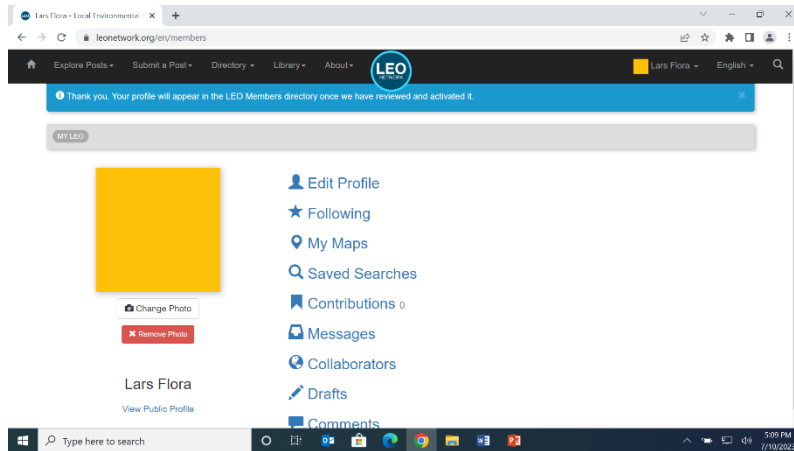 Lars Flora - Local Environmental
leonetwork.org/en/members
Explore Posts Submit a Post Directory Library About LEO NETWORK Lars Flora English
Thank you. Your profile will appear in the LEO Members directory once we have reviewed and activated it.
MY LEO
Edit Profile
Following
My Maps
Saved Searches
Contributions 0
Messages
Collaborators
Drafts
Comments
Change Photo
Remove Photo
Lars Flora
View Public Profile
Type here to search
5:09 PM
7/10/2023